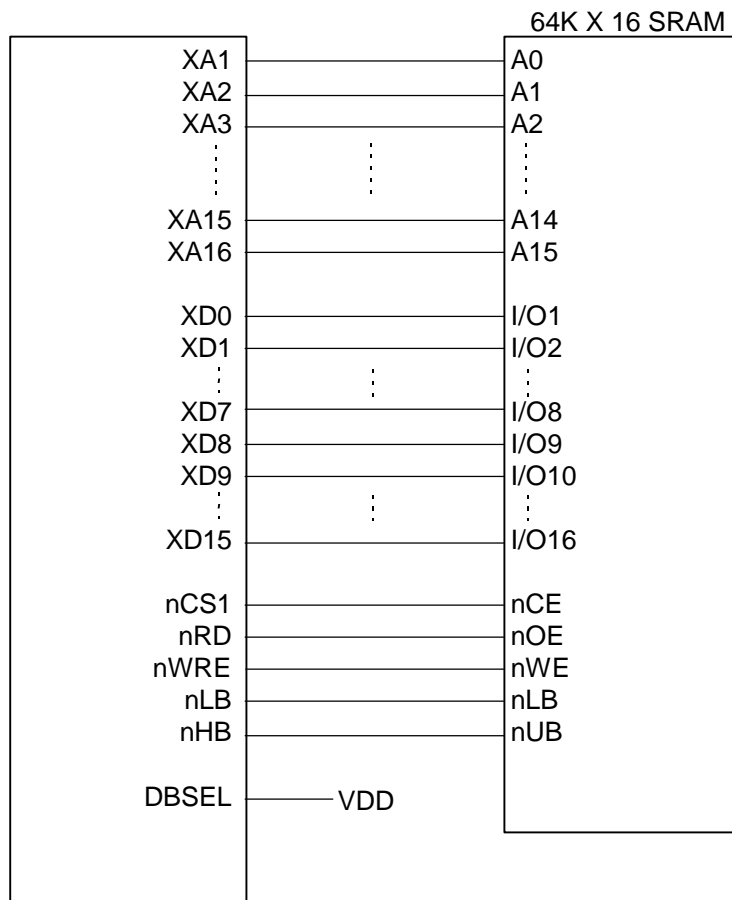 64K X 16 SRAM
XA1 A0
XA2 A1
XA3 A2
XA15 A14
XA16 A15
XD0 I/O1
XD1 I/O2
XD7 I/O8
XD8 I/O9
XD9 I/O10
XD15 I/O16
nCS1 nCE
nRD nOE
nWRE nWE
nLB nLB
nHB nUB
DBSEL VDD